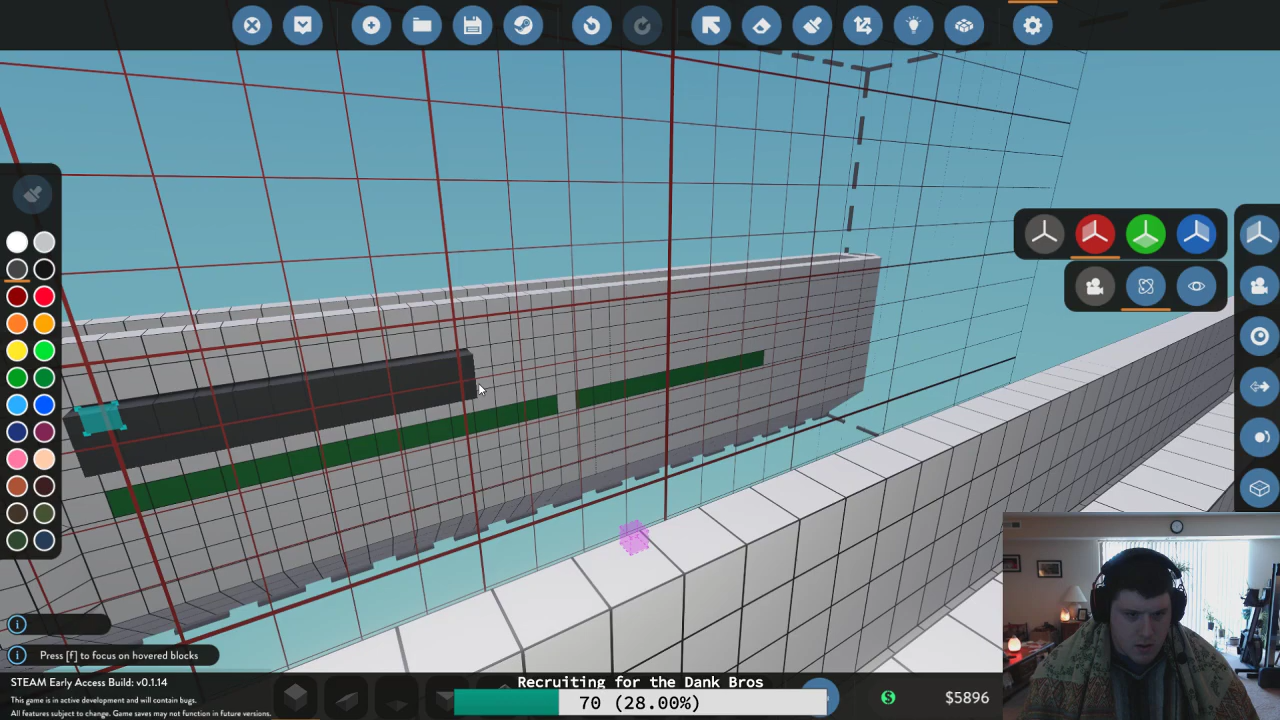 Press [f] to focus on hovered blocks
STEAM Early Access Build: v0.1.14
This game is in active development and will contain bugs.
All features subject to change. Game saves may not function in future versions.
Recruiting for the Dank Bros
70 (28.00%)
$5896